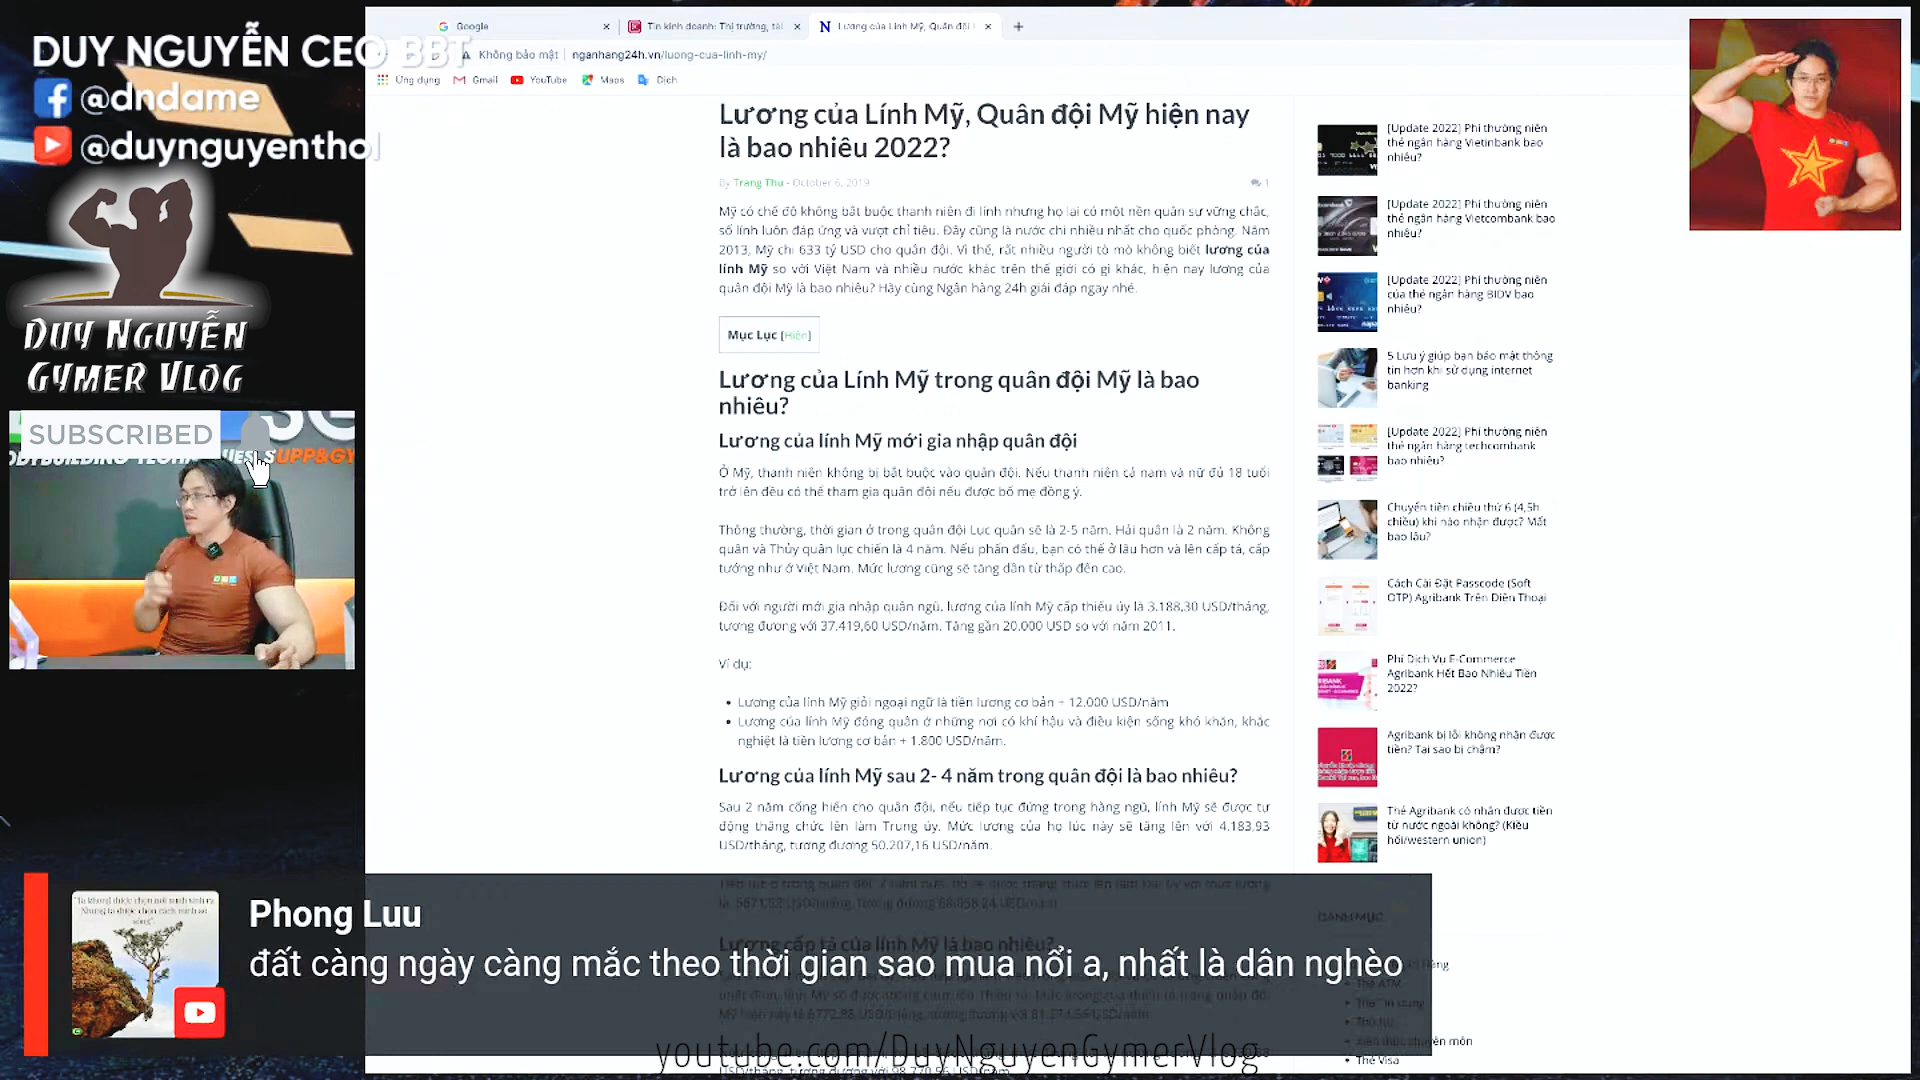 DUY NGUYỄN CEO BBT
@dndame
@duynguyenthol
DUY NGUYỄN
GYMER VLOG
SUBSCRIBED
SUPP&GY
Google
Tin kinh doanh: Thị trường, tài
Lương của Lính Mỹ, Quân đội
Không bảo mật
nganhang24h.vn/luong-cua-linh-my/
Ứng dụng
Gmail
YouTube
Maps
Dịch
Lương của Lính Mỹ, Quân đội Mỹ hiện nay
là bao nhiêu 2022?
By Trang Thu - October 6, 2019
1
Mỹ có chế độ không bắt buộc thanh niên đi lính nhưng họ lại có một nền quân sự vững chắc,
số lính luôn đáp ứng và vượt chỉ tiêu. Đây cũng là nước chi nhiều nhất cho quốc phòng. Năm
2013, Mỹ chi 633 tỷ USD cho quân đội. Vì thế, rất nhiều người tò mò không biết lương của
lính Mỹ so với Việt Nam và nhiều nước khác trên thế giới có gì khác, hiện nay lương của
quân đội Mỹ là bao nhiêu? Hãy cùng Ngân hàng 24h giải đáp ngay nhé.
Mục Lục [Hiện]
Lương của Lính Mỹ trong quân đội Mỹ là bao
nhiêu?
Lương của lính Mỹ mới gia nhập quân đội
Ở Mỹ, thanh niên không bị bắt buộc vào quân đội. Nếu thanh niên cả nam và nữ đủ 18 tuổi
trở lên đều có thể tham gia quân đội nếu được bố mẹ đồng ý.
Thông thường, thời gian ở trong quân đội Lục quân sẽ là 2-5 năm. Hải quân là 2 năm. Không
quân và Thủy quân lục chiến là 4 năm. Nếu phấn đấu, bạn có thể ở lâu hơn và lên cấp tá, cấp
tướng như ở Việt Nam. Mức lương cũng sẽ tăng dần từ thấp đến cao.
Đối với người mới gia nhập quân ngũ, lương của lính Mỹ cấp thiếu úy là 3.188,30 USD/tháng,
tương đương với 37.419,60 USD/năm. Tăng gần 20.000 USD so với năm 2011.
Ví dụ:
• Lương của lính Mỹ giỏi ngoại ngữ là tiền lương cơ bản + 12.000 USD/năm
• Lương của lính Mỹ đóng quân ở những nơi có khí hậu và điều kiện sống khó khăn, khắc
nghiệt là tiền lương cơ bản + 1.800 USD/năm.
Lương của lính Mỹ sau 2- 4 năm trong quân đội là bao nhiêu?
Sau 2 năm cống hiến cho quân đội, nếu tiếp tục đứng trong hàng ngũ, lính Mỹ sẽ được tự
động thăng chức lên làm Trung úy. Mức lương của họ lúc này sẽ tăng lên với 4.183,93
USD/tháng, tương đương 50.207,16 USD/năm.
Lương cấp tá của lính Mỹ là bao nhiêu?
[Update 2022] Phí thường niên
thẻ ngân hàng Vietinbank bao
nhiêu?
[Update 2022] Phí thường niên
thẻ ngân hàng Vietcombank bao
nhiêu?
[Update 2022] Phí thường niên
của thẻ ngân hàng BIDV bao
nhiêu?
5 Lưu ý giúp bạn bảo mật thông
tin hơn khi sử dụng internet
banking
[Update 2022] Phí thường niên
thẻ ngân hàng techcombank
bao nhiêu?
Chuyển tiền chiều thứ 6 (4,5h
chiều) khi nào nhận được? Mất
bao lâu?
Cách Cài Đặt Passcode (Soft
OTP) Agribank Trên Điện Thoại
Phí Dịch Vụ E-Commerce
Agribank Hết Bao Nhiêu Tiền
2022?
Agribank bị lỗi không nhận được
tiền? Tại sao bị chậm?
Thẻ Agribank có nhận được tiền
từ nước ngoài không? (Kiều
hối/western union)
DANH MỤC
• Thẻ ATM
• Thẻ Tín dụng
• Thủ tục
• Thẻ Visa
Phong Luu
đất càng ngày càng mắc theo thời gian sao mua nổi a, nhất là dân nghèo
youtube.com/DuyNguyenGymerVlog